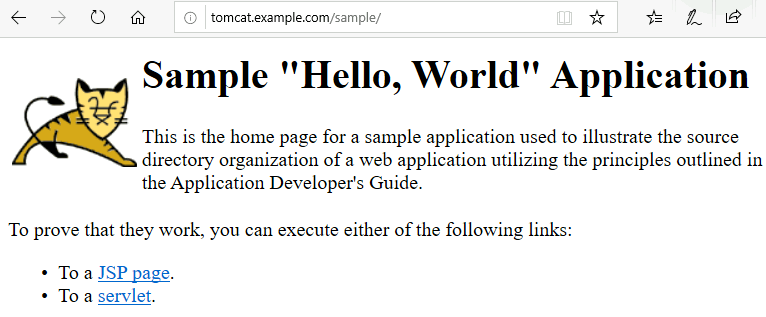 tomcat.example.com/sample/
Sample "Hello, World" Application
This is the home page for a sample application used to illustrate the source
directory organization of a web application utilizing the principles outlined in
the Application Developer's Guide.
To prove that they work, you can execute either of the following links:
• To a JSP page.
• To a servlet.